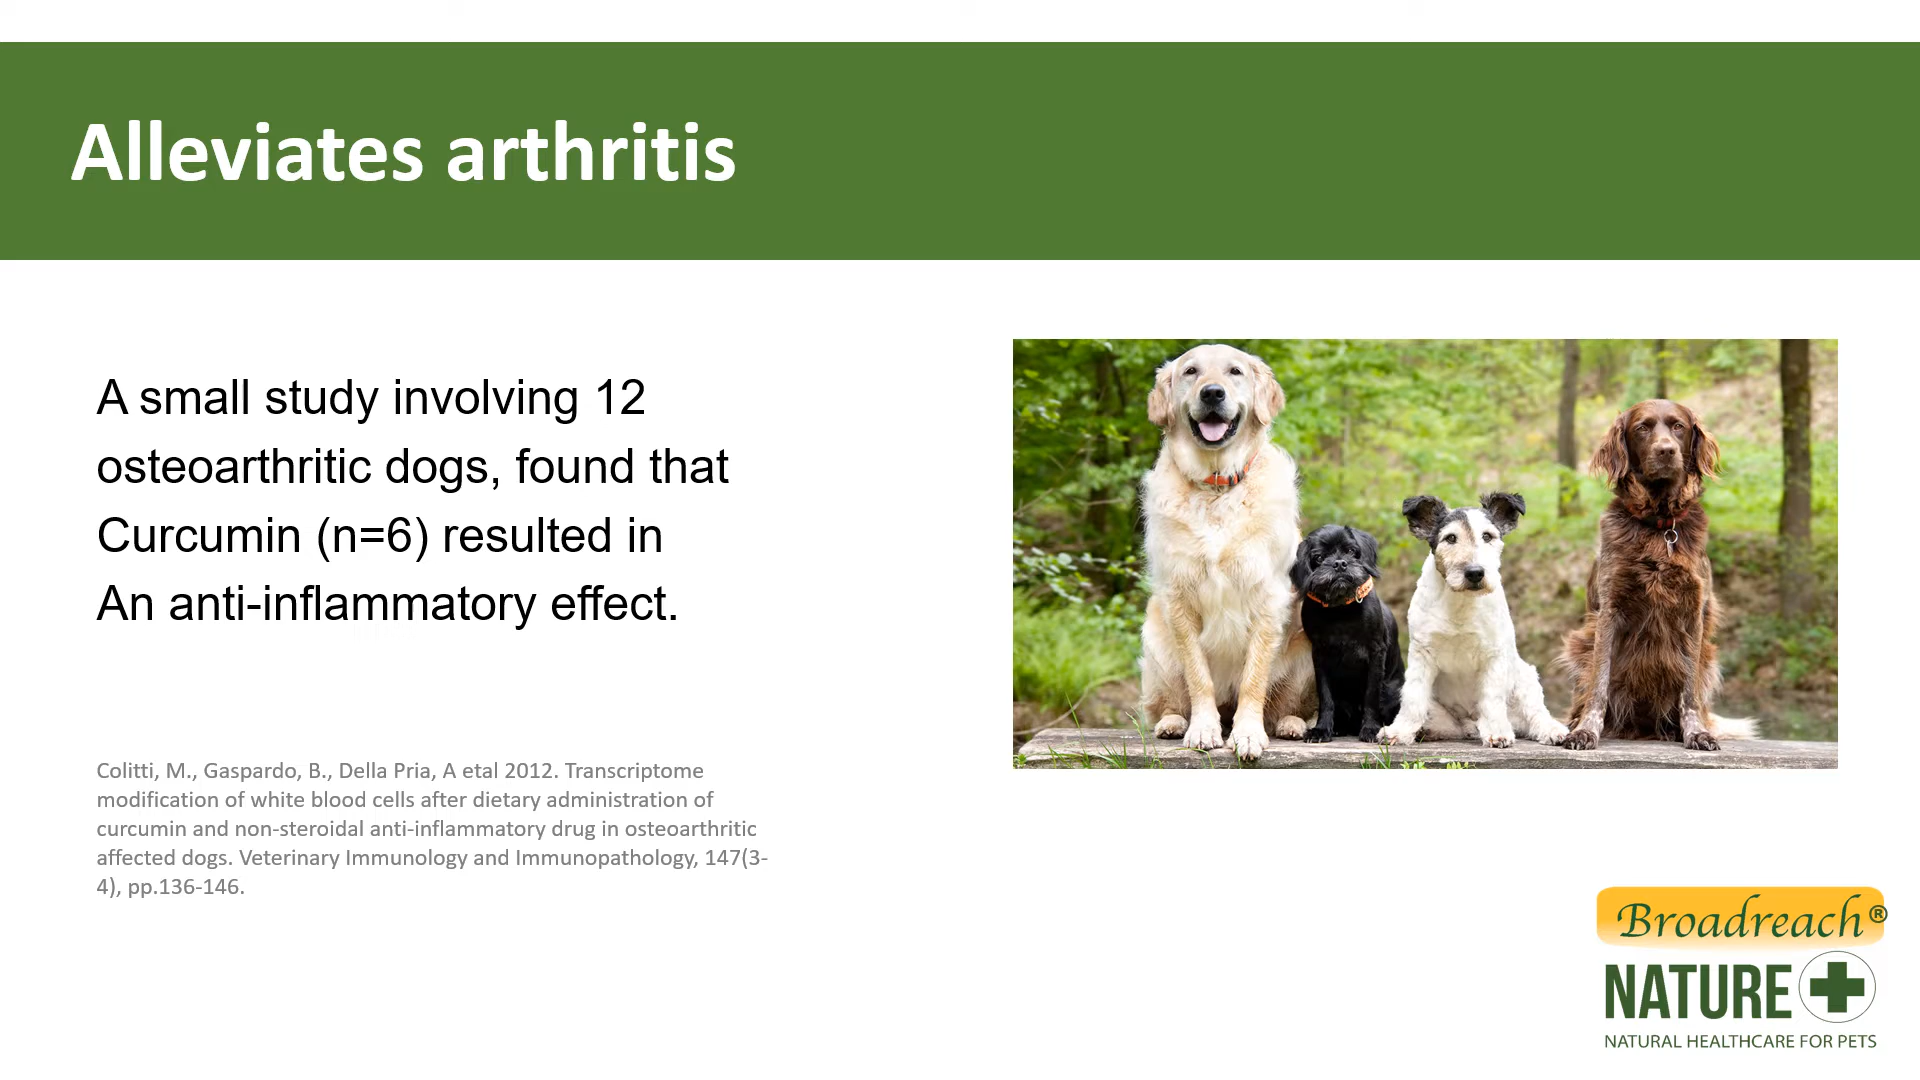 Alleviates arthritis
A small study involving 12
osteoarthritic dogs, found that
Curcumin (n=6) resulted in
An anti-inflammatory effect.
Colitti, M., Gaspardo, B., Della Pria, A etal 2012. Transcriptome
modification of white blood cells after dietary administration of
curcumin and non-steroidal anti-inflammatory drug in osteoarthritic
affected dogs. Veterinary Immunology and Immunopathology, 147(3-
4), pp.136-146.
Broadreach®
NATURE
NATURAL HEALTHCARE FOR PETS